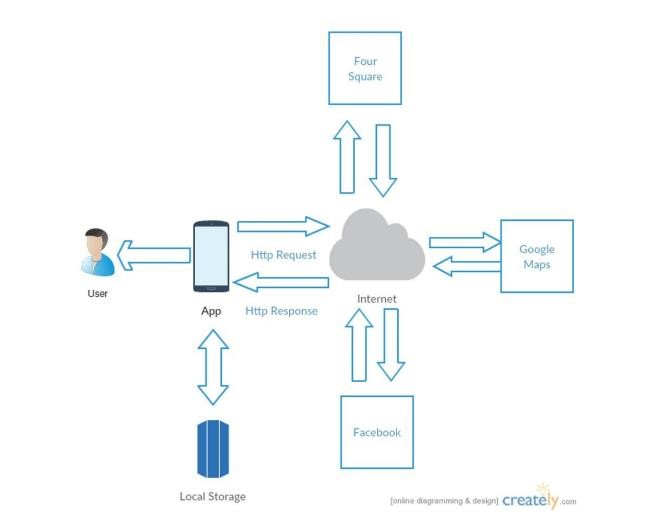 Four
Square
Http Request
Google
Maps
User
App
Http Response
Internet
Facebook
Local Storage
[online diagramming & design] creately.com